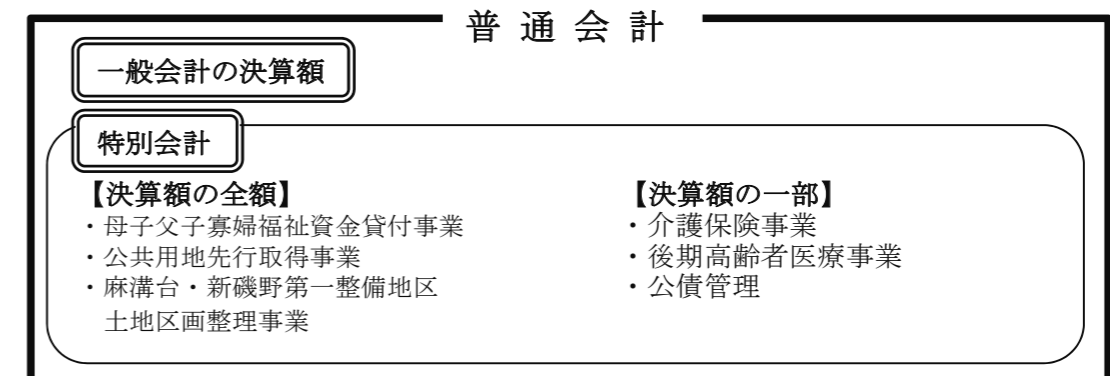 普通会計
一般会計の決算額
特別会計
【決算額の全額】
・母子父子寡婦福祉資金貸付事業
・公共用地先行取得事業
・麻溝台・新磯野第一整備地区
土地区画整理事業
【決算額の一部】
・介護保険事業
・後期高齢者医療事業
・公債管理